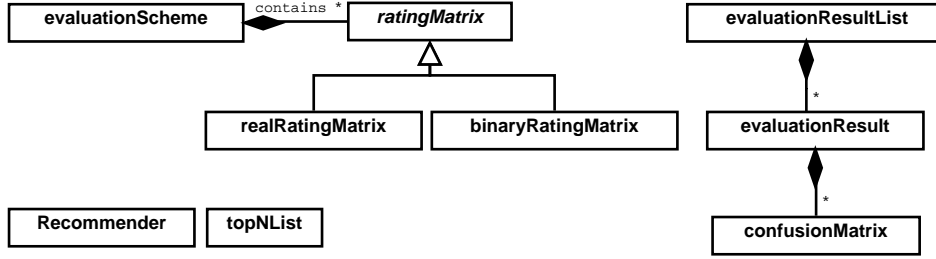 evaluationScheme
contains *
ratingMatrix
evaluationResultList
*
realRatingMatrix
binaryRatingMatrix
evaluationResult
*
Recommender
topNList
confusionMatrix